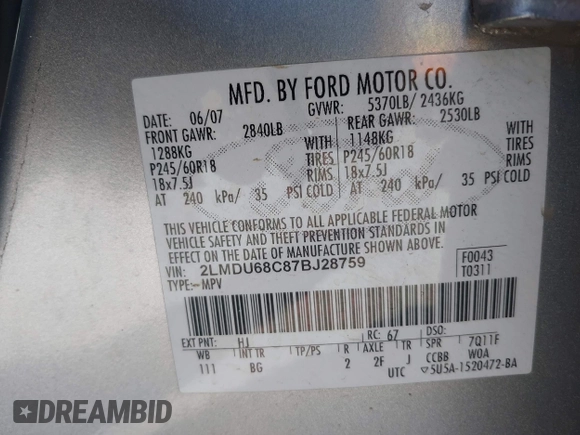 MFD. BY FORD MOTOR CO.
DATE: 06/07 GVWR: 5370LB/ 2436KG
FRONT GAWR: 2840LB REAR GAWR: 2530LB
1288KG WITH 1148KG WITH
P245/60R18 TIRES P245/60R18 TIRES
18x7.5J RIMS 18x7.5J RIMS
AT 240 kPa/ 35 PSI COLD AT 240 kPa/ 35 PSI COLD
THIS VEHICLE CONFORMS TO ALL APPLICABLE FEDERAL MOTOR
VEHICLE SAFETY AND THEFT PREVENTION STANDARDS IN
EFFECT ON THE DATE OF MANUFACTURE SHOWN ABOVE.
VIN: 2LMDU68C87BJ28759 F0043
TYPE: MPV T0311
EXT PNT: HJ RC: 67 DSO:
WB INT TR TP/PS R AXLE TR SPR 7Q11F
111 BG 2 2F J CCBB W0A
UTC ▽5U5A-1520472-BA
Ford
DREAMBID